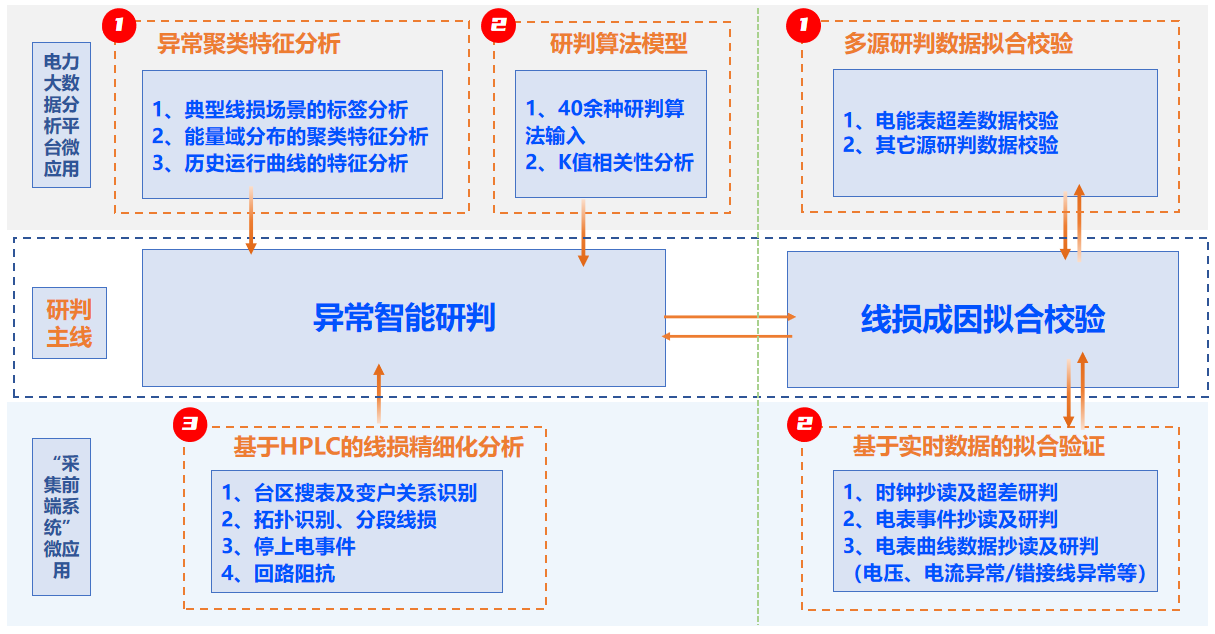 1
异常聚类特征分析
2
研判算法模型
1
多源研判数据拟合校验
电力
大数
据分
析平
台微
应用
1、典型线损场景的标签分析
2、能量域分布的聚类特征分析
3、历史运行曲线的特征分析
1、40余种研判算
法输入
2、K值相关性分析
1、电能表超差数据校验
2、其它源研判数据校验
研判
主线
异常智能研判
线损成因拟合校验
3
基于HPLC的线损精细化分析
2
基于实时数据的拟合验证
“采
集前
端系
统”
微应
用
1、台区搜表及变户关系识别
2、拓扑识别、分段线损
3、停上电事件
4、回路阻抗
1、时钟抄读及超差研判
2、电表事件抄读及研判
3、电表曲线数据抄读及研判
（电压、电流异常/错接线异常等）